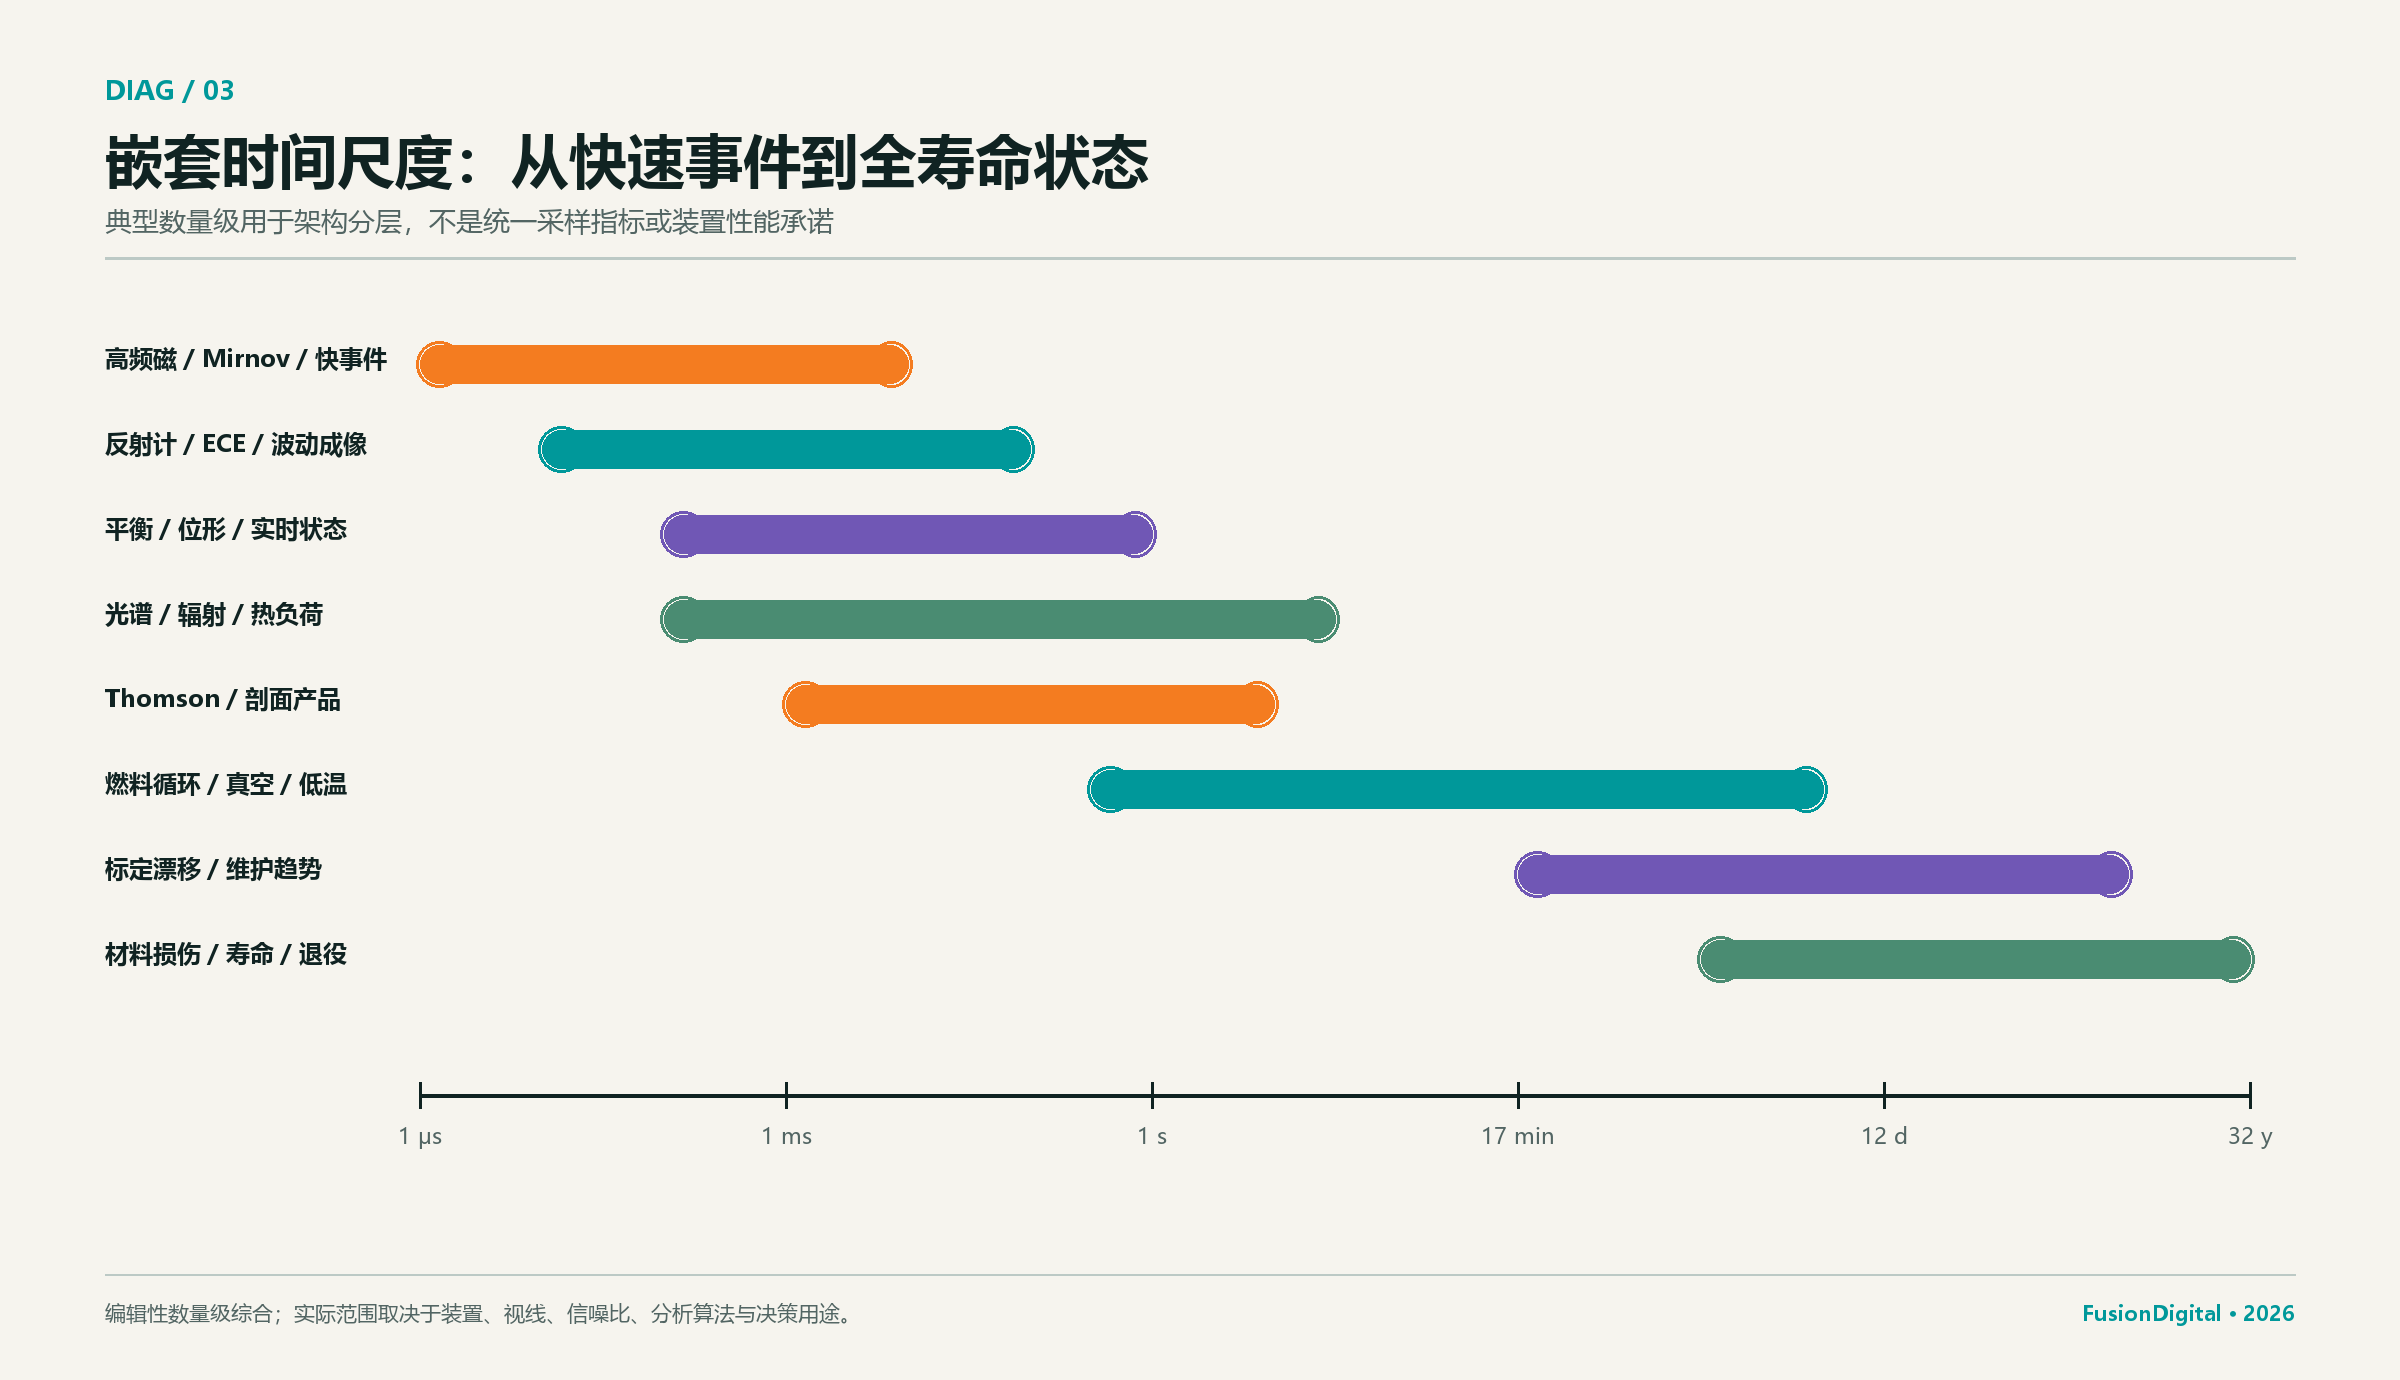 DIAG / 03
嵌套时间尺度：从快速事件到全寿命状态
典型数量级用于架构分层，不是统一采样指标或装置性能承诺
高频磁 / Mirnov / 快事件
反射计 / ECE / 波动成像
平衡 / 位形 / 实时状态
光谱 / 辐射 / 热负荷
Thomson / 剖面产品
燃料循环 / 真空 / 低温
标定漂移 / 维护趋势
材料损伤 / 寿命 / 退役
1 μs 1 ms 1 s 17 min 12 d 32 y
编辑性数量级综合；实际范围取决于装置、视线、信噪比、分析算法与决策用途。
FusionDigital • 2026